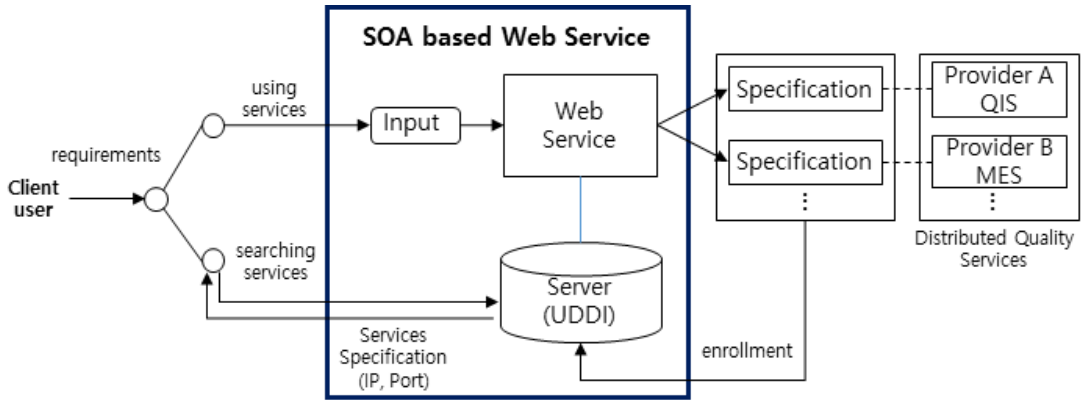 SOA based Web Service
using
services
requirements
Client
user
searching
services
Input
Web
Service
Server
(UDDI)
Services
Specification
(IP, Port)
Specification
Specification
⋮
enrollment
Provider A
QIS
Provider B
MES
⋮
Distributed Quality
Services